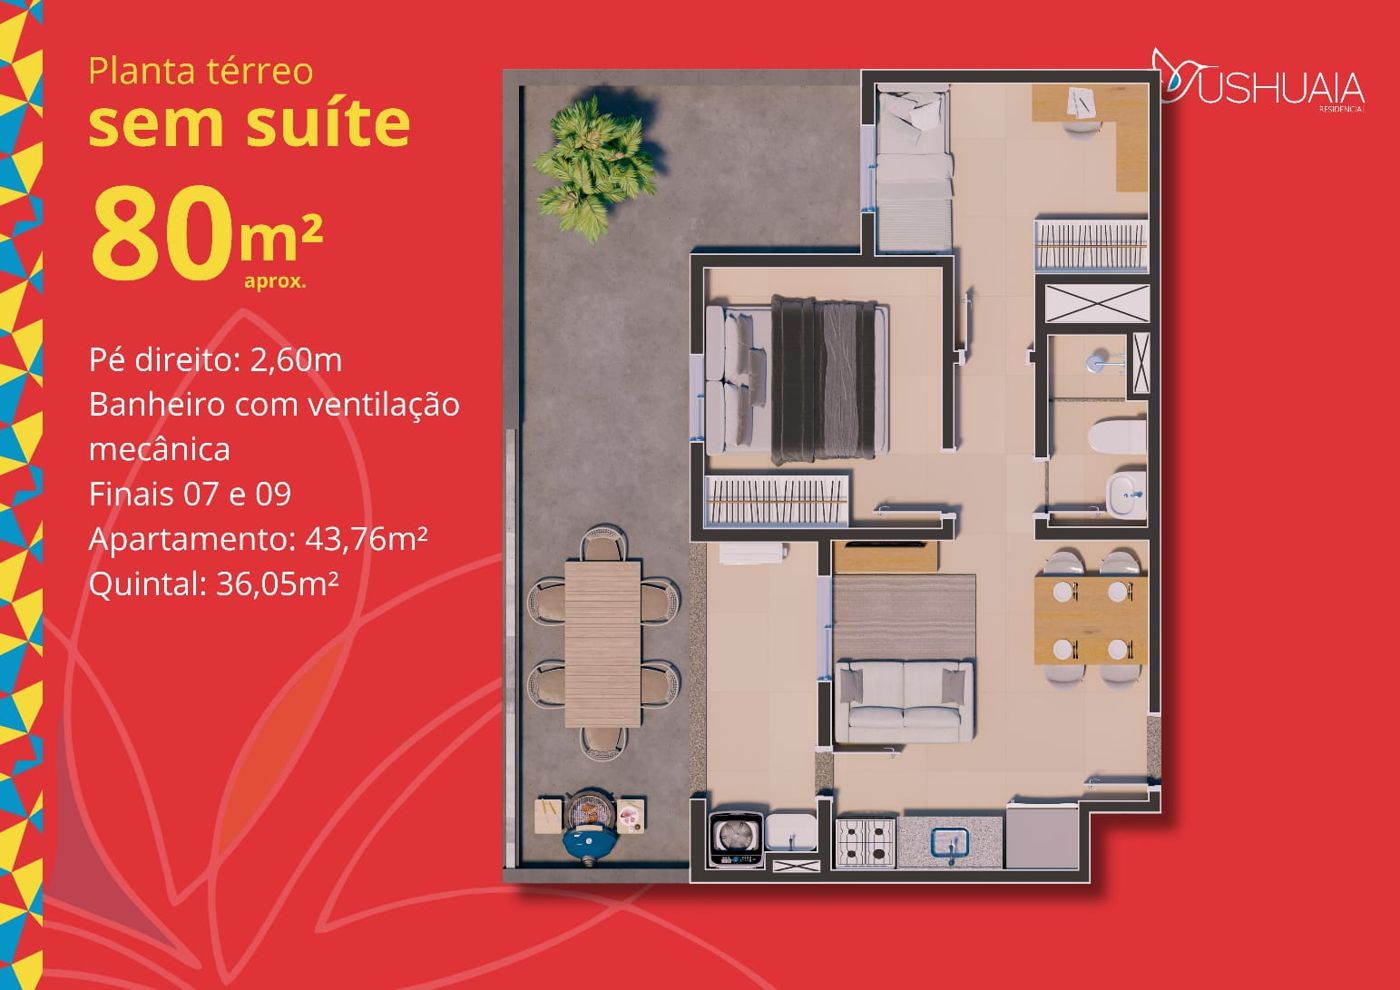 Planta térreo
sem suíte
80m²
aprox.
Pé direito: 2,60m
Banheiro com ventilação
mecânica
Finais 07 e 09
Apartamento: 43,76m²
Quintal: 36,05m²
USHUAIA
RESIDENCIAL